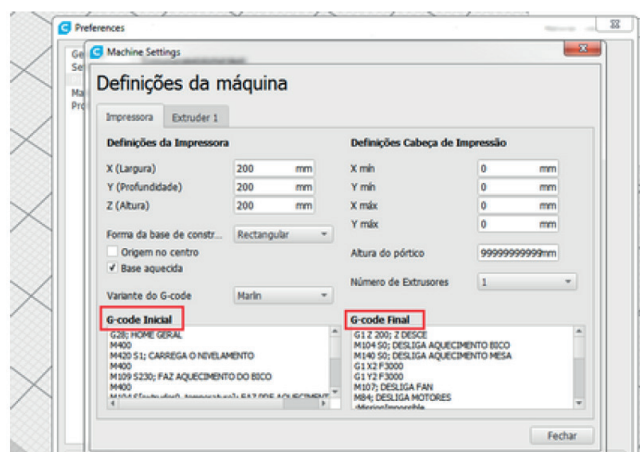 Preferences
Machine Settings
Definições da máquina
Impressora
Extruder 1
Definições da Impressora
X (Largura) 200 mm
Y (Profundidade) 200 mm
Z (Altura) 200 mm
Forma da base de constr... Rectangular
Origem no centro
Base aquecida
Variante do G-code Marlin
Definições Cabeça de Impressão
X mín 0 mm
Y mín 0 mm
X máx 0 mm
Y máx 0 mm
Altura do pórtico 99999999999mm
Número de Extrusores 1
G-code Inicial
G28; HOME GERAL
M400
M420 S1; CARREGA O NIVELAMENTO
M400
M109 S230; FAZ AQUECIMENTO DO BICO
M400
G-code Final
G1 Z 200; Z DESCE
M104 S0; DESLIGA AQUECIMENTO BICO
M140 S0; DESLIGA AQUECIMENTO MESA
G1 X2 F3000
G1 Y2 F3000
M107; DESLIGA FAN
M84; DESLIGA MOTORES
;MissionImpossible
Fechar